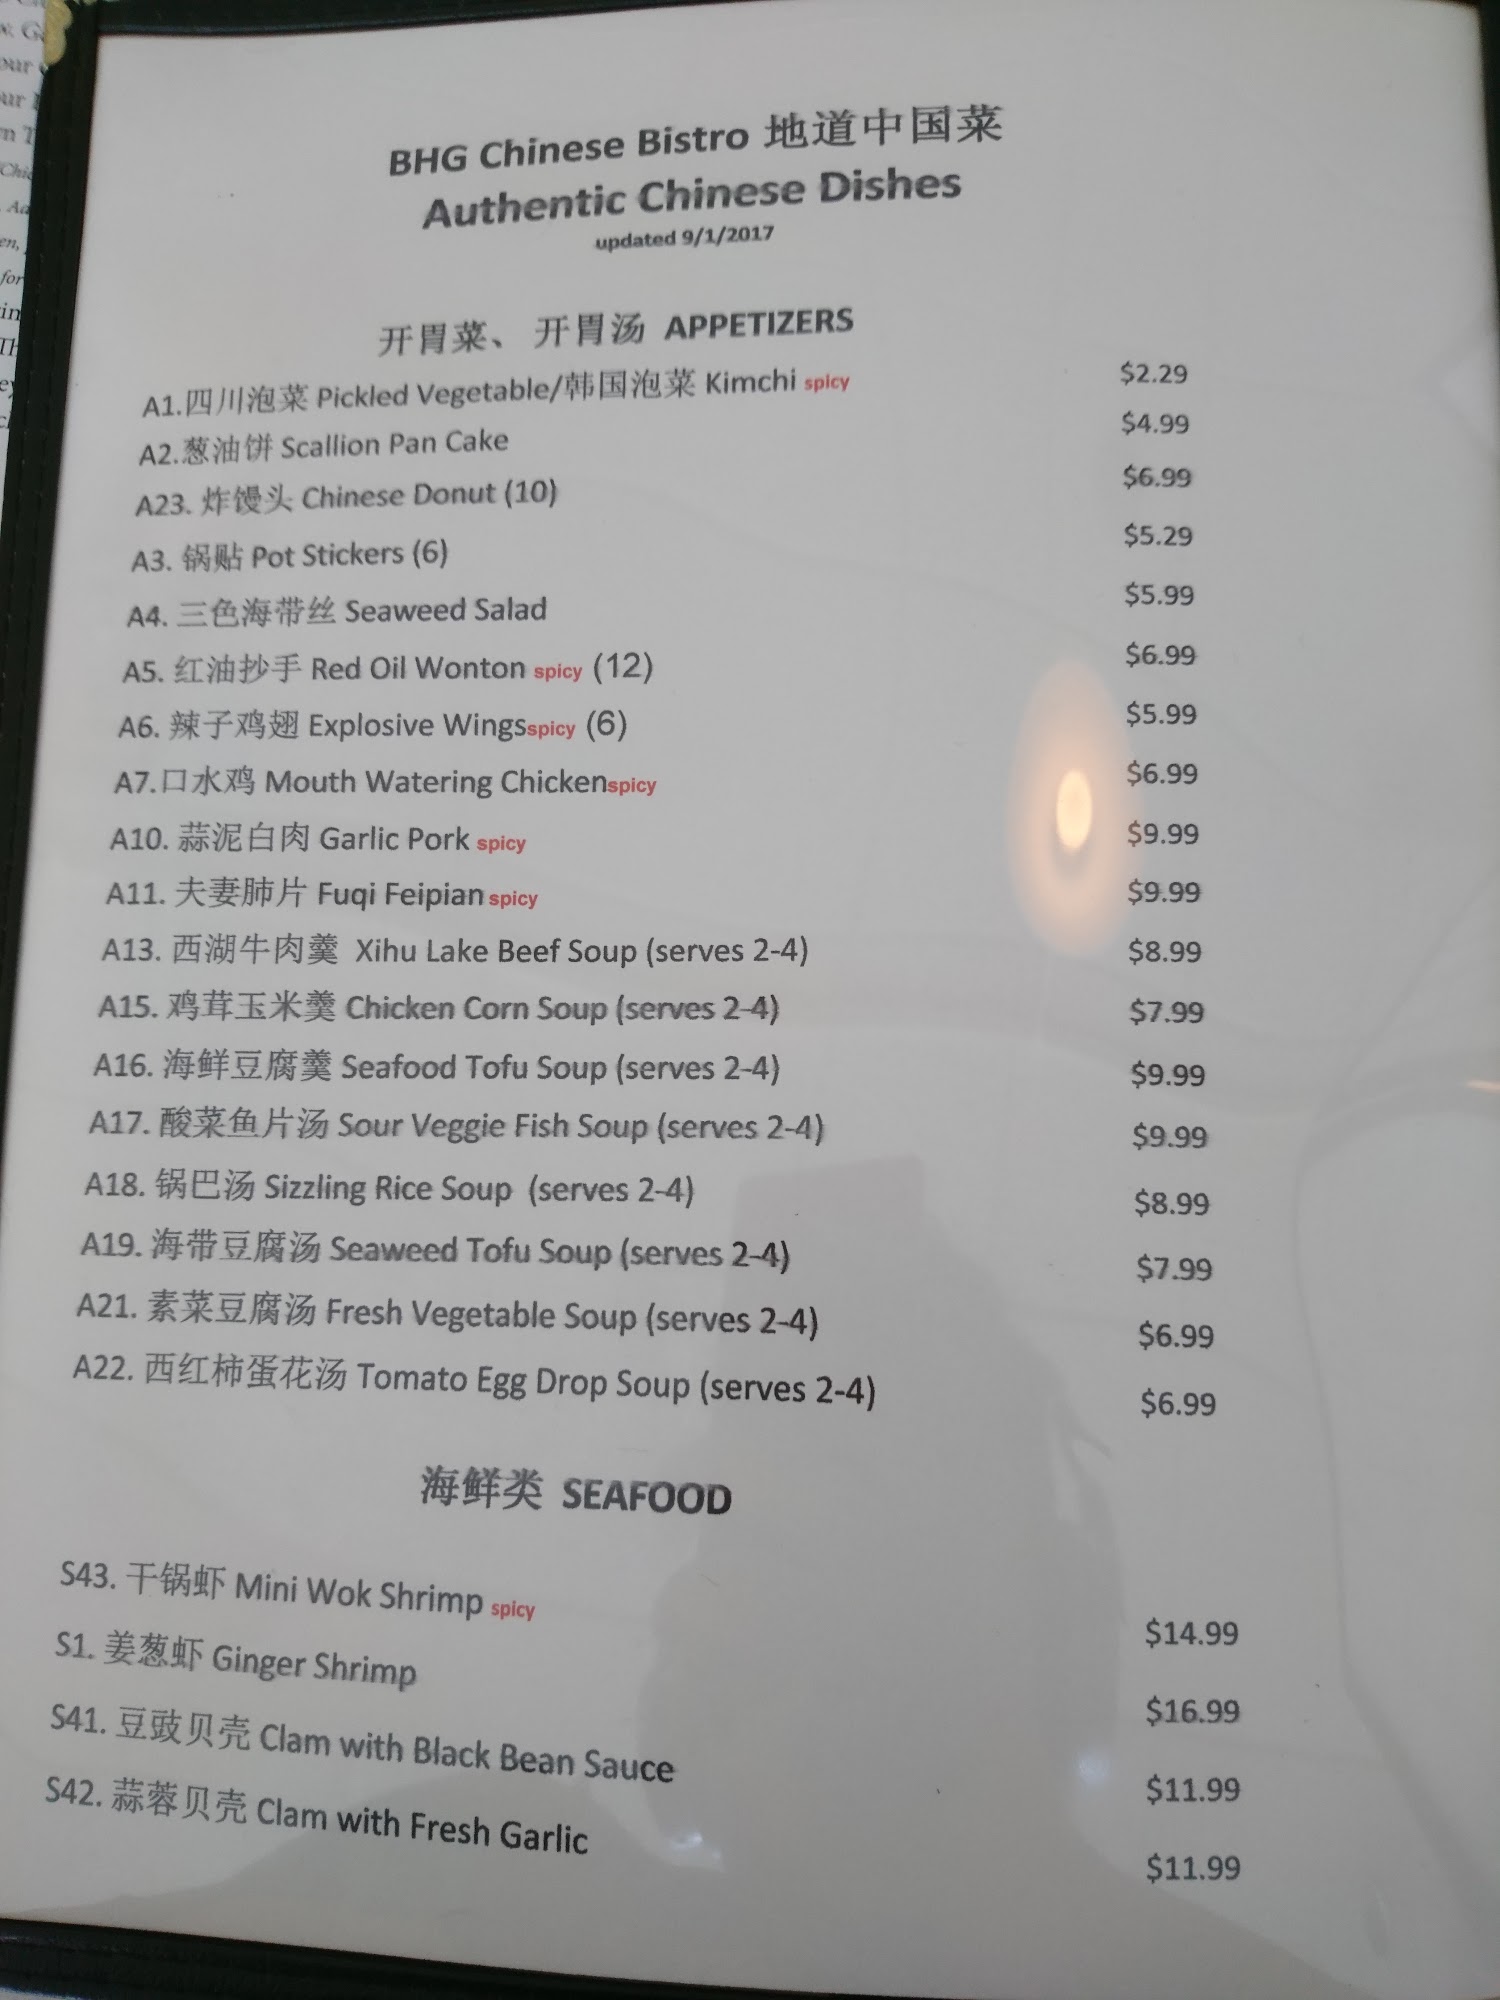 BHG Chinese Bistro 地道中国菜
Authentic Chinese Dishes
updated 9/1/2017
开胃菜、 开胃汤 APPETIZERS
A1.四川泡菜 Pickled Vegetable/韩国泡菜 Kimchi spicy $2.29
A2.葱油饼 Scallion Pan Cake $4.99
A23. 炸馒头 Chinese Donut (10) $6.99
A3. 锅贴 Pot Stickers (6) $5.29
A4. 三色海带丝 Seaweed Salad $5.99
A5. 红油抄手 Red Oil Wonton spicy (12) $6.99
A6. 辣子鸡翅 Explosive Wingsspicy (6) $5.99
A7.口水鸡 Mouth Watering Chickenspicy $6.99
A10. 蒜泥白肉 Garlic Pork spicy $9.99
A11. 夫妻肺片 Fuqi Feipian spicy $9.99
A13. 西湖牛肉羹 Xihu Lake Beef Soup (serves 2-4) $8.99
A15. 鸡茸玉米羹 Chicken Corn Soup (serves 2-4) $7.99
A16. 海鲜豆腐羹 Seafood Tofu Soup (serves 2-4) $9.99
A17. 酸菜鱼片汤 Sour Veggie Fish Soup (serves 2-4) $9.99
A18. 锅巴汤 Sizzling Rice Soup (serves 2-4) $8.99
A19. 海带豆腐汤 Seaweed Tofu Soup (serves 2-4) $7.99
A21. 素菜豆腐汤 Fresh Vegetable Soup (serves 2-4) $6.99
A22. 西红柿蛋花汤 Tomato Egg Drop Soup (serves 2-4) $6.99
海鲜类 SEAFOOD
S43. 干锅虾 Mini Wok Shrimp spicy $14.99
S1. 姜葱虾 Ginger Shrimp $16.99
S41. 豆豉贝壳 Clam with Black Bean Sauce $11.99
S42. 蒜蓉贝壳 Clam with Fresh Garlic $11.99